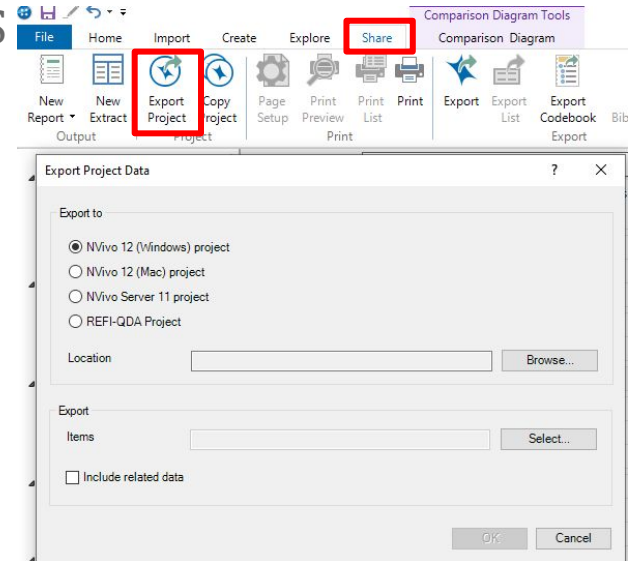 S
Comparison Diagram Tools
File Home Import Create Explore Share Comparison Diagram
New Report New Extract Export Project Copy Project Page Setup Print Preview Print List Print Export Export List Export Codebook Bib
Output Project Print Export
Export Project Data ? X
Export to
NVivo 12 (Windows) project
NVivo 12 (Mac) project
NVivo Server 11 project
REFI-QDA Project
Location Browse...
Export
Items Select...
Include related data
OK Cancel